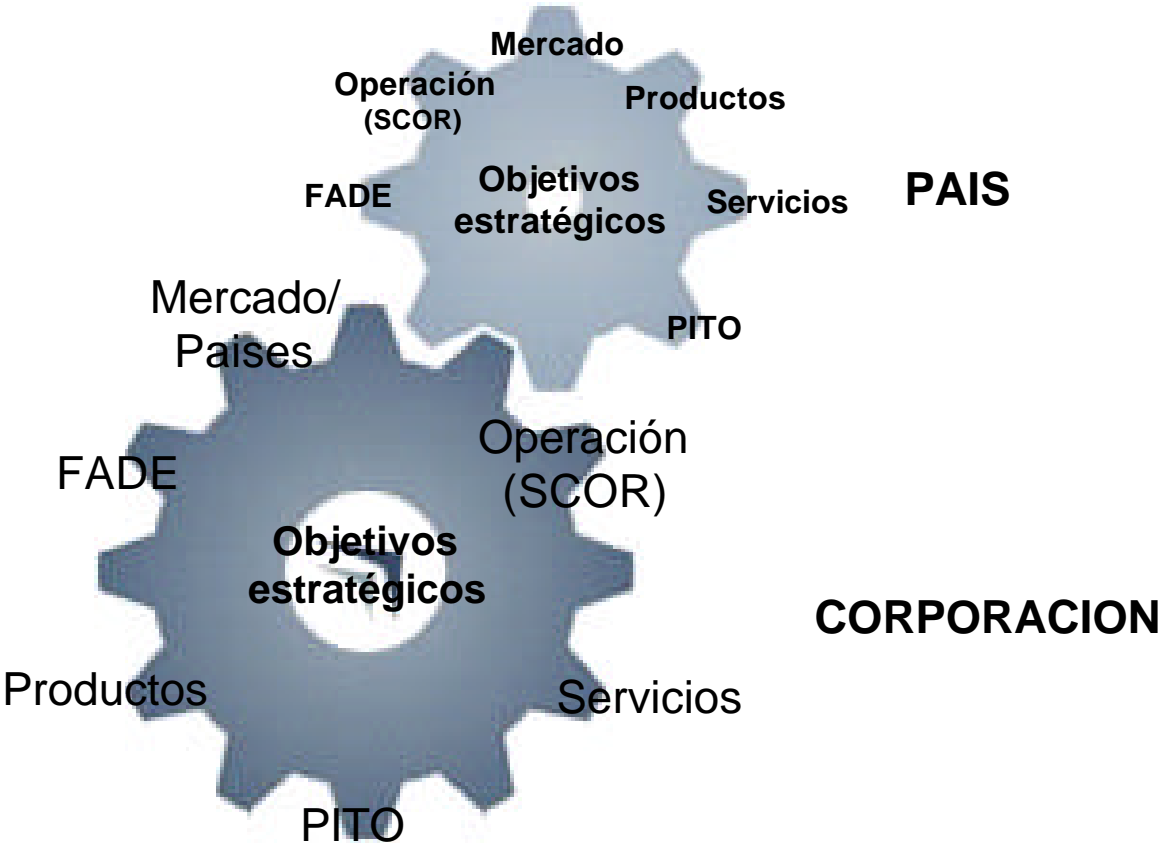 Mercado
Operación
(SCOR)
Productos
FADE
Objetivos
estratégicos
Servicios
PAIS
PITO
Mercado/
Paises
FADE
Operación
(SCOR)
Objetivos
estratégicos
CORPORACION
Productos
Servicios
PITO